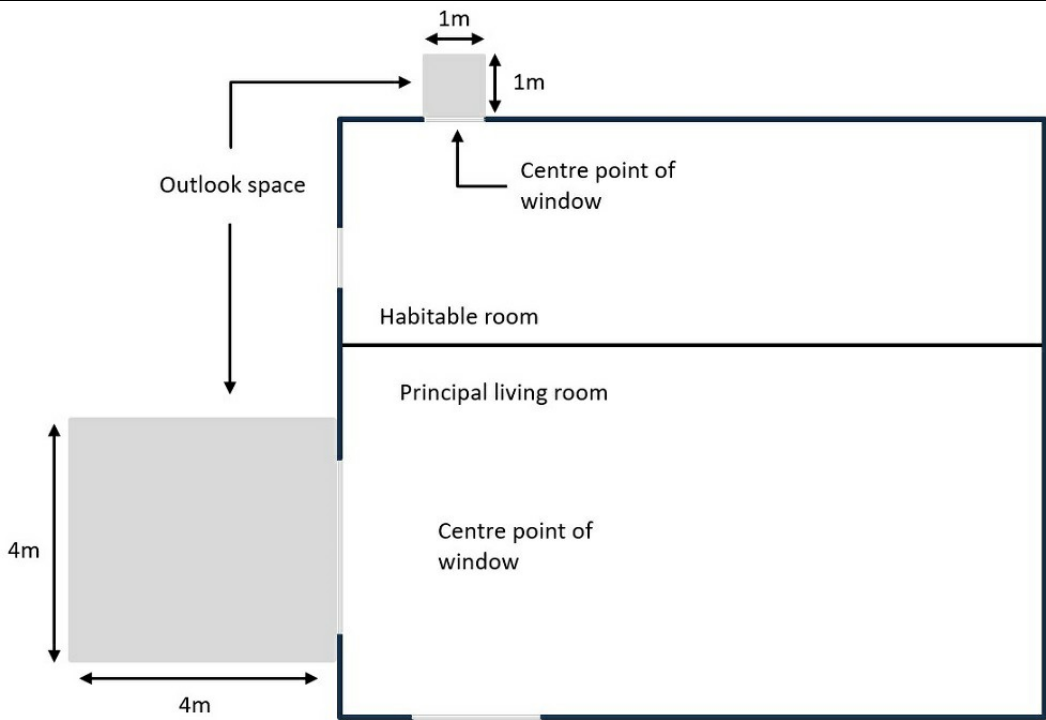 1m
1m
Outlook space
Centre point of
window
Habitable room
Principal living room
Centre point of
window
4m
4m